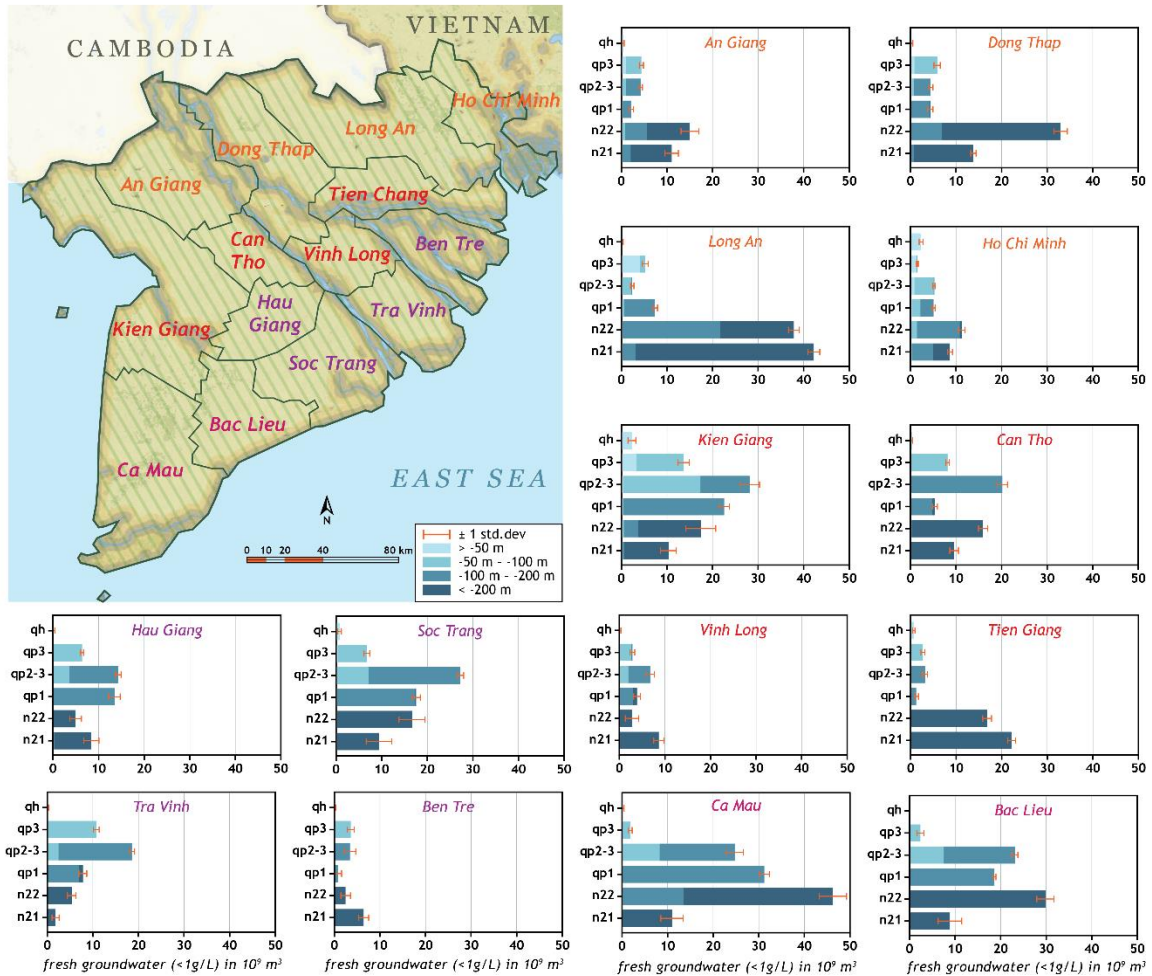 CAMBODIA
VIETNAM
Ho Chi Minh
Long An
Dong Thap
An Giang
Tien Chang
Ben Tre
Can
Tho
Vinh Long
Hau
Giang
Tra Vinh
Kien Giang
Soc Trang
Bac Lieu
Ca Mau
EAST SEA
N
0 10 20 40 80 km
± 1 std.dev
> -50 m
-50 m - -100 m
-100 m - -200 m
< -200 m
An Giang
qh
qp3
qp2-3
qp1
n22
n21
0 10 20 30 40 50
Dong Thap
qh
qp3
qp2-3
qp1
n22
n21
0 10 20 30 40 50
Long An
qh
qp3
qp2-3
qp1
n22
n21
0 10 20 30 40 50
Ho Chi Minh
qh
qp3
qp2-3
qp1
n22
n21
0 10 20 30 40 50
Kien Giang
qh
qp3
qp2-3
qp1
n22
n21
0 10 20 30 40 50
Can Tho
qh
qp3
qp2-3
qp1
n22
n21
0 10 20 30 40 50
Hau Giang
qh
qp3
qp2-3
qp1
n22
n21
0 10 20 30 40 50
Soc Trang
qh
qp3
qp2-3
qp1
n22
n21
0 10 20 30 40 50
Vinh Long
qh
qp3
qp2-3
qp1
n22
n21
0 10 20 30 40 50
Tien Giang
qh
qp3
qp2-3
qp1
n22
n21
0 10 20 30 40 50
Tra Vinh
qh
qp3
qp2-3
qp1
n22
n21
0 10 20 30 40 50
fresh groundwater (<1g/L) in 10⁹ m³
Ben Tre
qh
qp3
qp2-3
qp1
n22
n21
0 10 20 30 40 50
fresh groundwater (<1g/L) in 10⁹ m³
Ca Mau
qh
qp3
qp2-3
qp1
n22
n21
0 10 20 30 40 50
fresh groundwater (<1g/L) in 10⁹ m³
Bac Lieu
qh
qp3
qp2-3
qp1
n22
n21
0 10 20 30 40 50
fresh groundwater (<1g/L) in 10⁹ m³